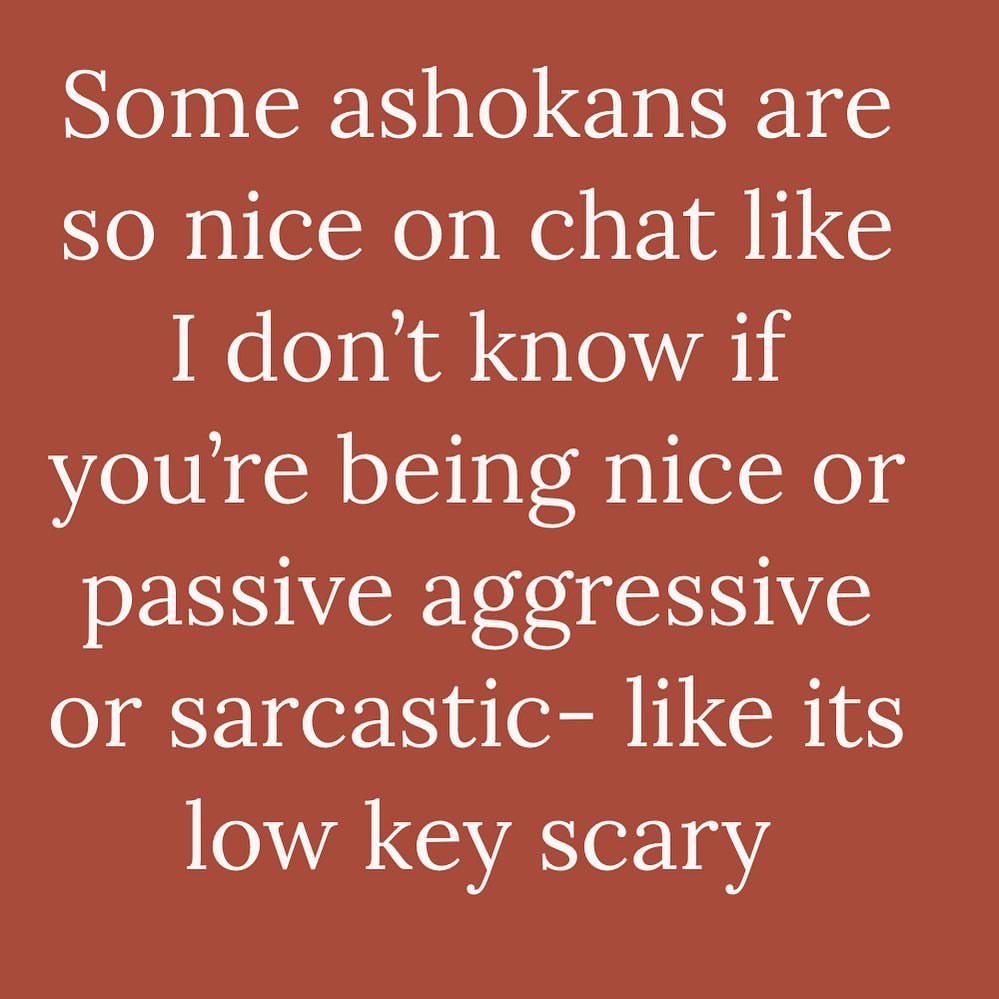 Some ashokans are
so nice on chat like
I don’t know if
you’re being nice or
passive aggressive
or sarcastic- like its
low key scary